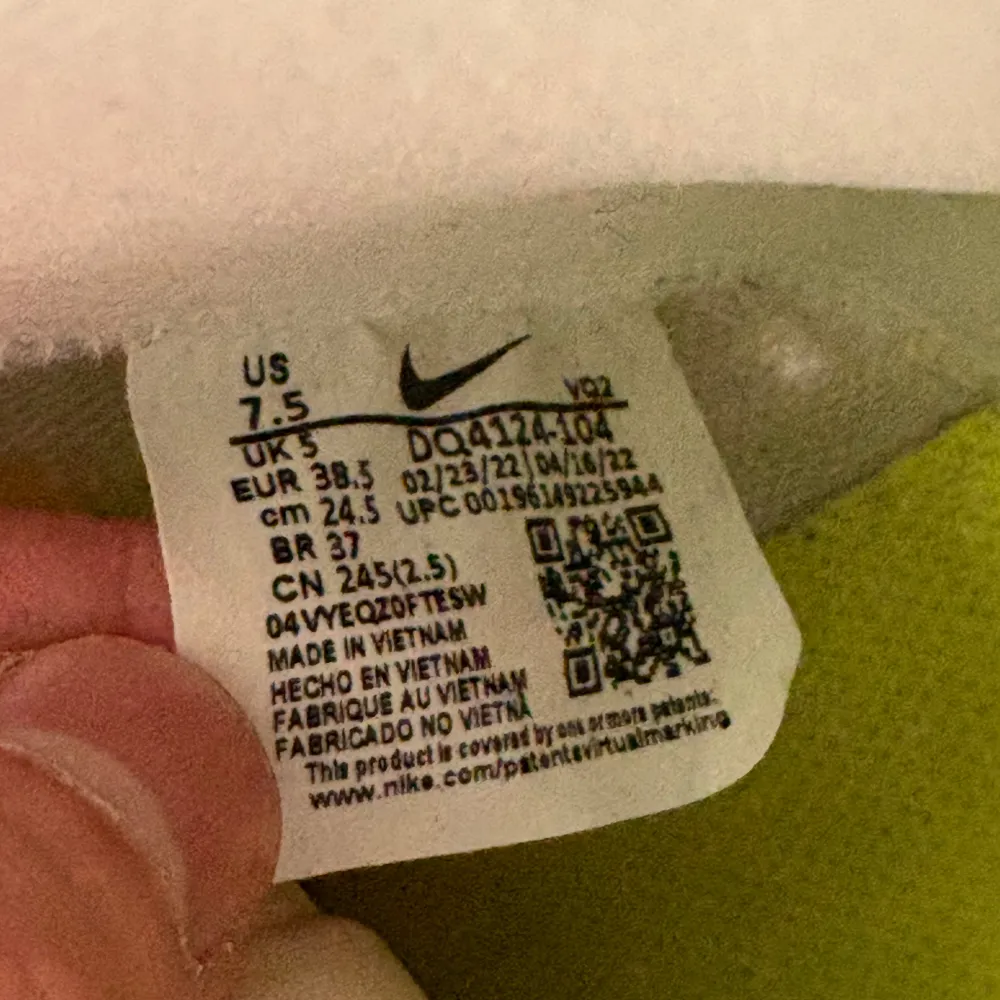 US
7.5
VQ2
UK 5
DQ4124-104
EUR 38.5
02/23/22 04/16/22
cm 24.5
UPC 00196149225944
BR 37
CN 245(2.5)
04VYEQZ0FTESW
MADE IN VIETNAM
HECHO EN VIETNAM
FABRIQUE AU VIETNAM
FABRICADO NO VIETNA
This product is covered by one or more patents:
www.nike.com/patentsvirtualmarking